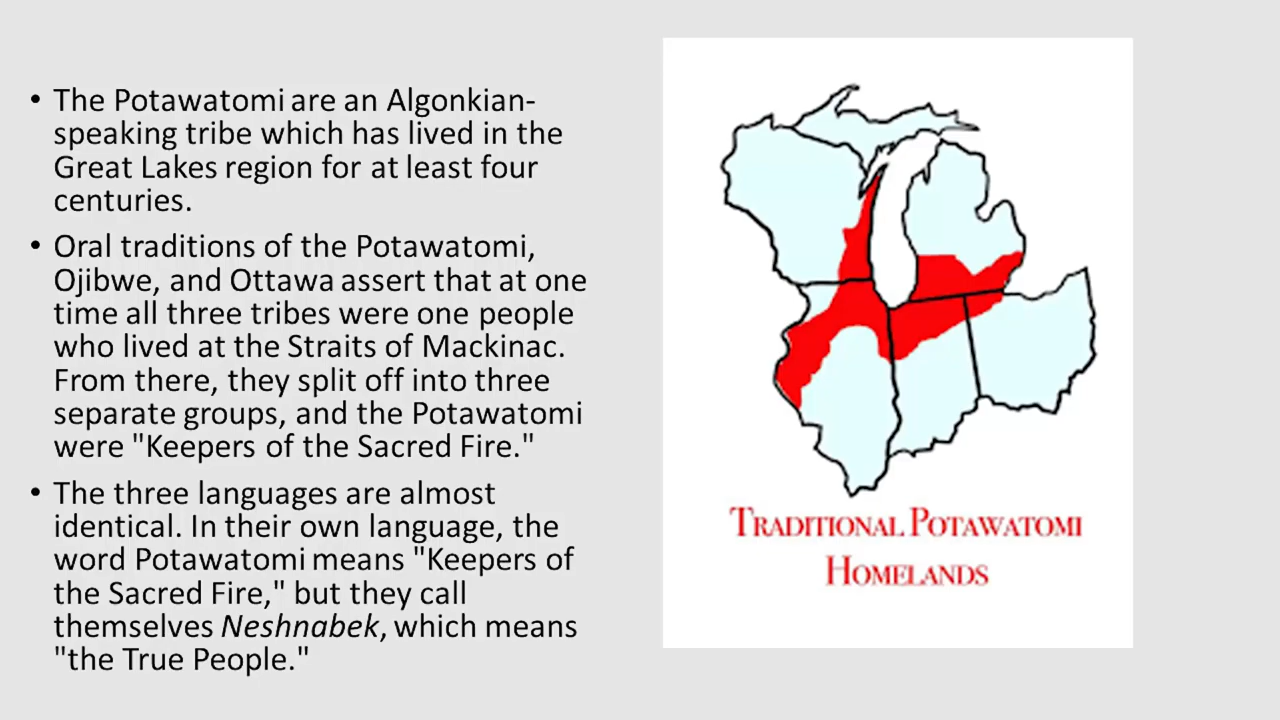 • The Potawatomi are an Algonkian-
speaking tribe which has lived in the
Great Lakes region for at least four
centuries.
• Oral traditions of the Potawatomi,
Ojibwe, and Ottawa assert that at one
time all three tribes were one people
who lived at the Straits of Mackinac.
From there, they split off into three
separate groups, and the Potawatomi
were "Keepers of the Sacred Fire."
• The three languages are almost
identical. In their own language, the
word Potawatomi means "Keepers of
the Sacred Fire," but they call
themselves Neshnabek, which means
"the True People."
TRADITIONAL POTAWATOMI
HOMELANDS